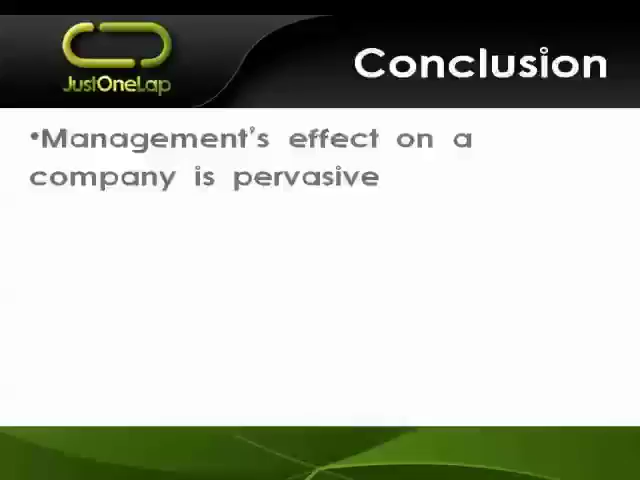 JustOneLap
Conclusion
•Management's effect on a
company is pervasive